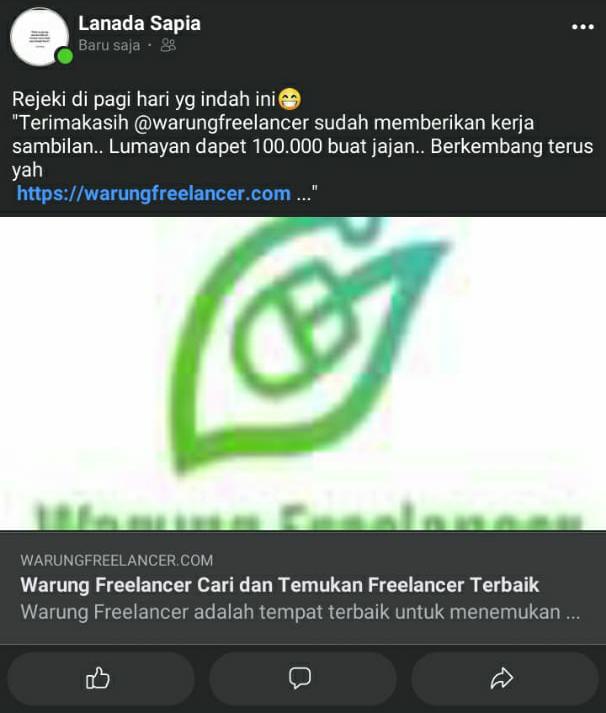 Lanada Sapia
Baru saja ·
Rejeki di pagi hari yg indah ini😁
"Terimakasih @warungfreelancer sudah memberikan kerja
sambilan.. Lumayan dapet 100.000 buat jajan.. Berkembang terus
yah
https://warungfreelancer.com ..."
Warung Freelancer
WARUNGFREELANCER.COM
Warung Freelancer Cari dan Temukan Freelancer Terbaik
Warung Freelancer adalah tempat terbaik untuk menemukan ...